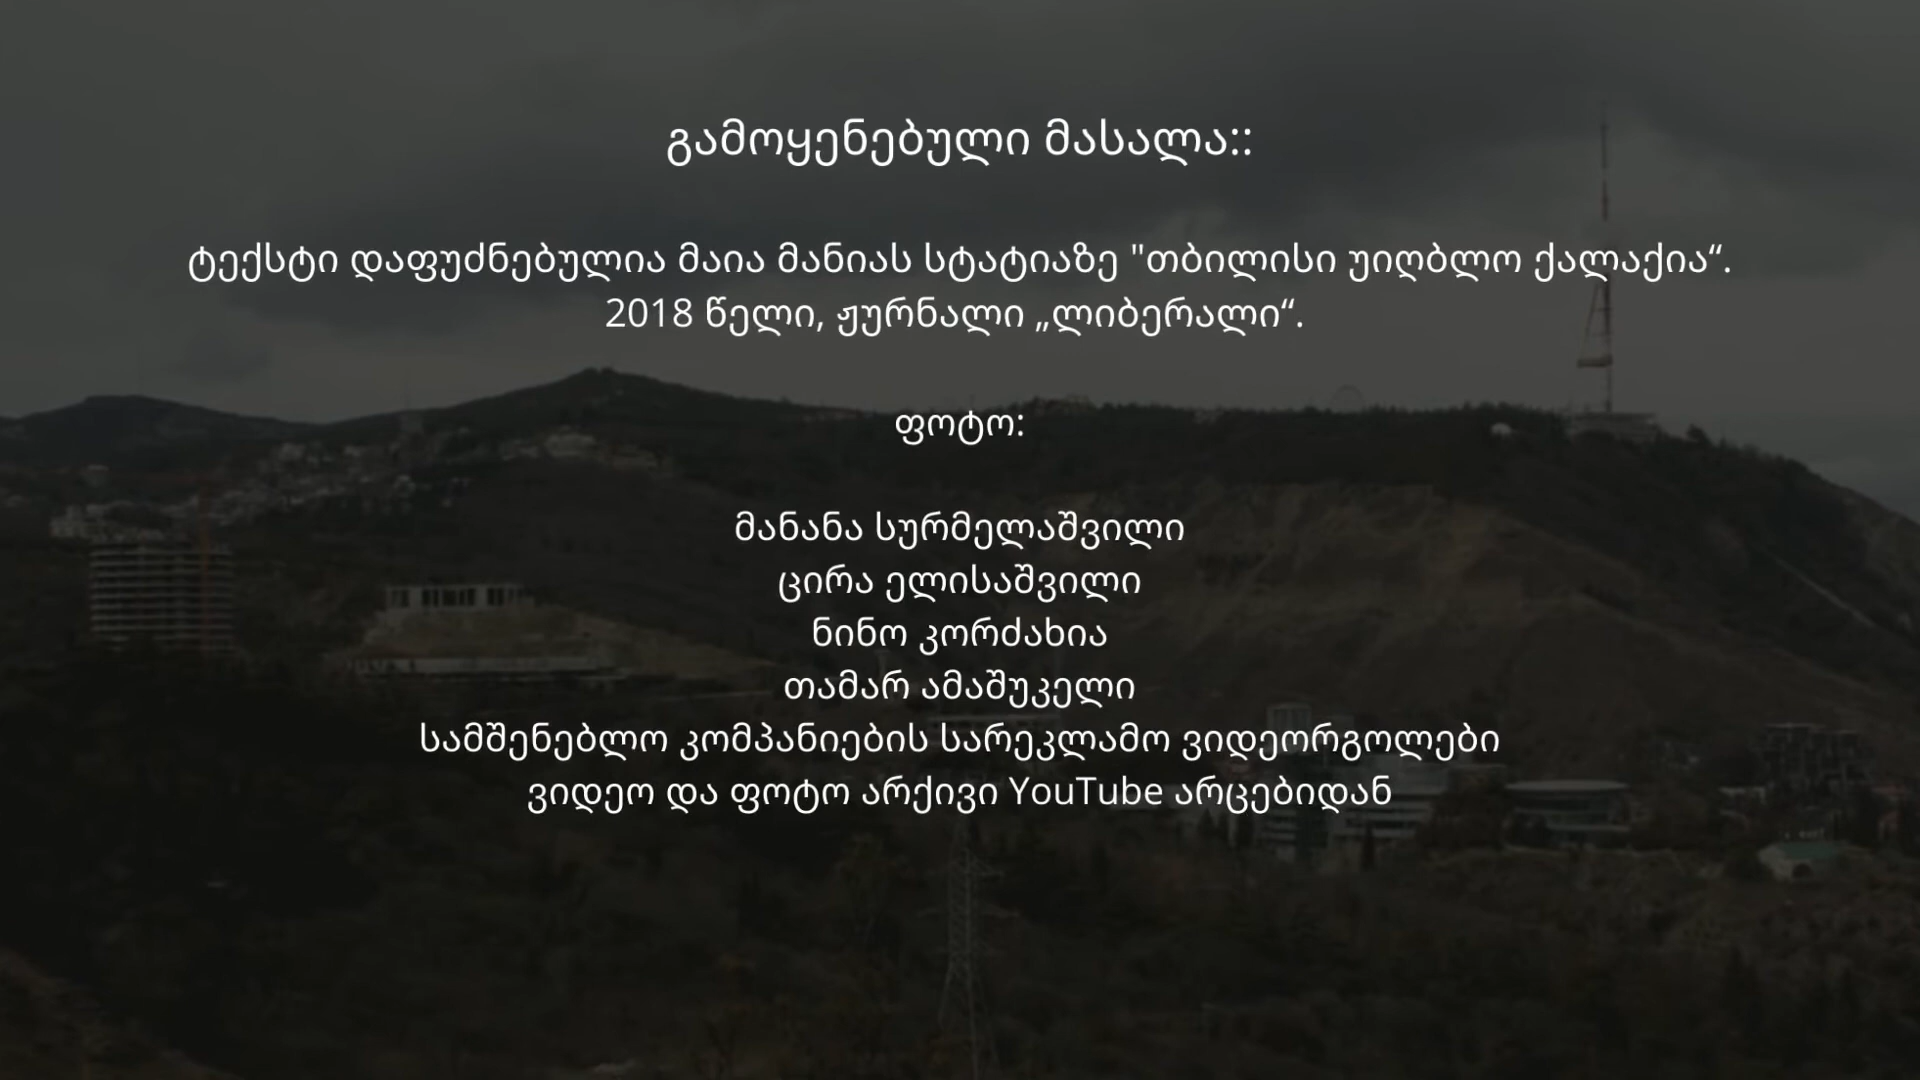 გამოყენებული მასალა::
ტექსტი დაფუძნებულია მაია მანიას სტატიაზე "თბილისი უიღბლო ქალაქია“.
2018 წელი, ჟურნალი „ლიბერალი“.
ფოტო:
მანანა სურმელაშვილი
ცირა ელისაშვილი
ნინო კორძახია
თამარ ამაშუკელი
სამშენებლო კომპანიების სარეკლამო ვიდეორგოლები
ვიდეო და ფოტო არქივი YouTube არცებიდან